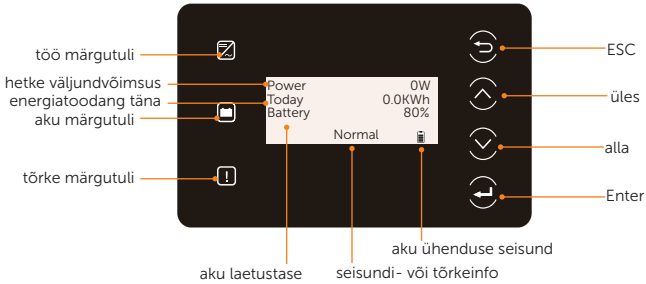 töö märgutuli
hetke väljundvõimsus
energiatoodang täna
aku märgutuli
tõrke märgutuli
Power 0W
Today 0.0KWh
Battery 80%
Normal
ESC
üles
alla
Enter
aku ühenduse seisund
aku laetustase
seisundi- või tõrkeinfo